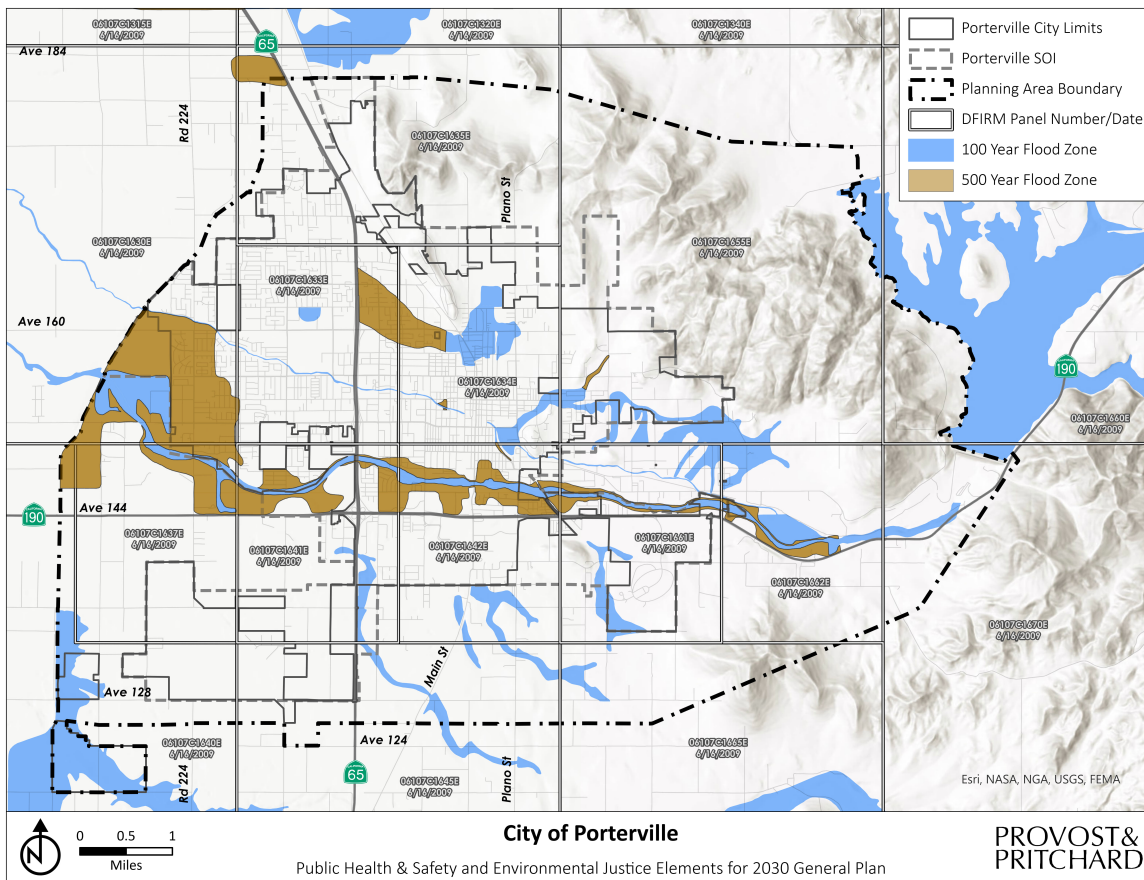 06107C1315E
6/16/2009
06107C1320E
6/16/2009
06107C1340E
6/16/2009
Porterville City Limits
Porterville SOI
Planning Area Boundary
DFIRM Panel Number/Date
100 Year Flood Zone
500 Year Flood Zone
Ave 184
CALIFORNIA
65
Rd 224
06107C1635E
6/16/2009
Plano St
06107C1630E
6/16/2009
06107C1655E
6/16/2009
06107C1633E
6/16/2009
Ave 160
CALIFORNIA
190
06107C1634E
6/16/2009
06107C1660E
6/16/2009
CALIFORNIA
190
Ave 144
06107C1637E
6/16/2009
06107C1641E
6/16/2009
06107C1642E
6/16/2009
06107C1661E
6/16/2009
06107C1662E
6/16/2009
06107C1670E
6/16/2009
Main St
Ave 128
Ave 124
06107C1640E
6/16/2009
06107C1665E
6/16/2009
Rd 224
CALIFORNIA
65
06107C1645E
6/16/2009
Plano St
Esri, NASA, NGA, USGS, FEMA
N
0 0.5 1
Miles
City of Porterville
Public Health & Safety and Environmental Justice Elements for 2030 General Plan
PROVOST&
PRITCHARD